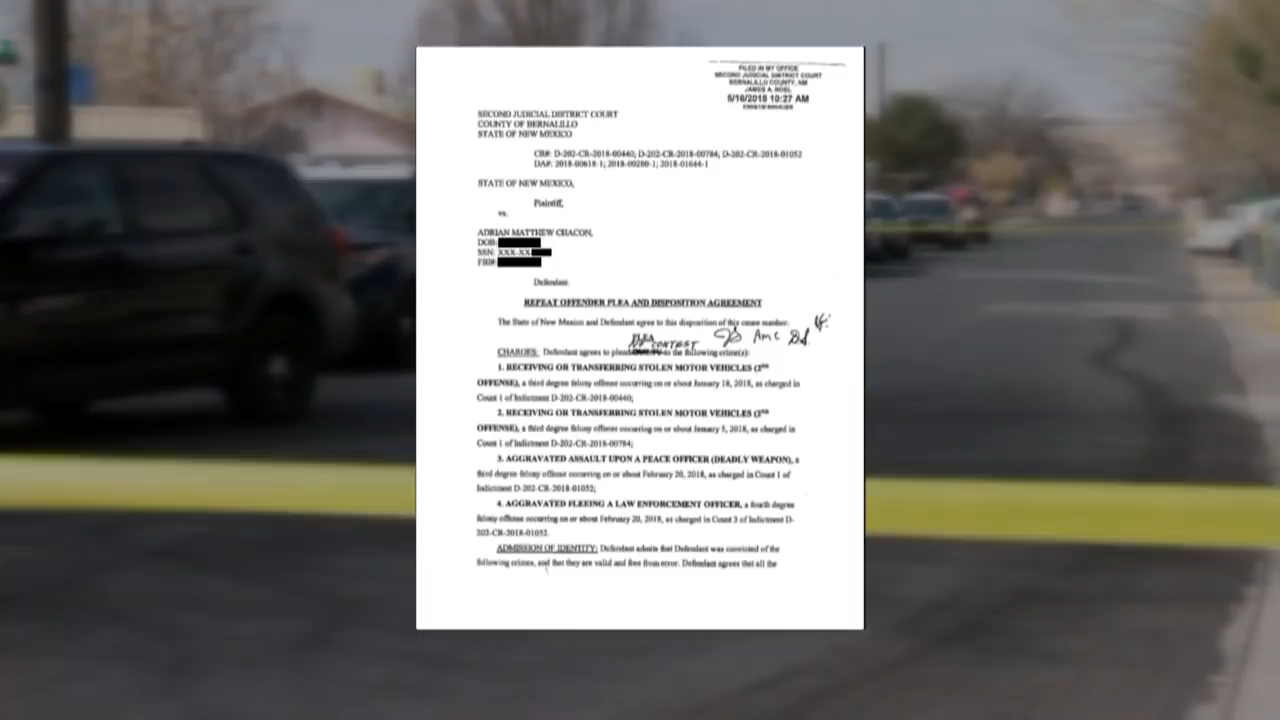 FILED IN MY OFFICE
SECOND JUDICIAL DISTRICT COURT
BERNALILLO COUNTY, NM
JAMES A. NOEL
5/16/2018 10:27 AM
SECOND JUDICIAL DISTRICT COURT
COUNTY OF BERNALILLO
STATE OF NEW MEXICO
CR#: D-202-CR-2018-00440; D-202-CR-2018-00784; D-202-CR-2018-01052
DA#: 2018-00618-1; 2018-00280-1; 2018-01644-1
STATE OF NEW MEXICO,
Plaintiff,
vs.
ADRIAN MATTHEW CHACON,
DOB:
SSN: XXX-XX
FBI#:
Defendant.
REPEAT OFFENDER PLEA AND DISPOSITION AGREEMENT
The State of New Mexico and Defendant agree to this disposition of this cause number:
PLEA
NO CONTEST AMC
CHARGES: Defendant agrees to plead to the following crime(s):
1. RECEIVING OR TRANSFERRING STOLEN MOTOR VEHICLES (2ND
OFFENSE), a third degree felony offense occurring on or about January 18, 2018, as charged in
Count 1 of Indictment D-202-CR-2018-00440;
2. RECEIVING OR TRANSFERRING STOLEN MOTOR VEHICLES (2ND
OFFENSE), a third degree felony offense occurring on or about January 5, 2018, as charged in
Count 1 of Indictment D-202-CR-2018-00784;
3. AGGRAVATED ASSAULT UPON A PEACE OFFICER (DEADLY WEAPON), a
third degree felony offense occurring on or about February 20, 2018, as charged in Count 1 of
Indictment D-202-CR-2018-01052;
4. AGGRAVATED FLEEING A LAW ENFORCEMENT OFFICER, a fourth degree
felony offense occurring on or about February 20, 2018, as charged in Count 3 of Indictment D-
202-CR-2018-01052.
ADMISSION OF IDENTITY: Defendant admits that Defendant was convicted of the
following crimes, and that they are valid and free from error. Defendant agrees that all the